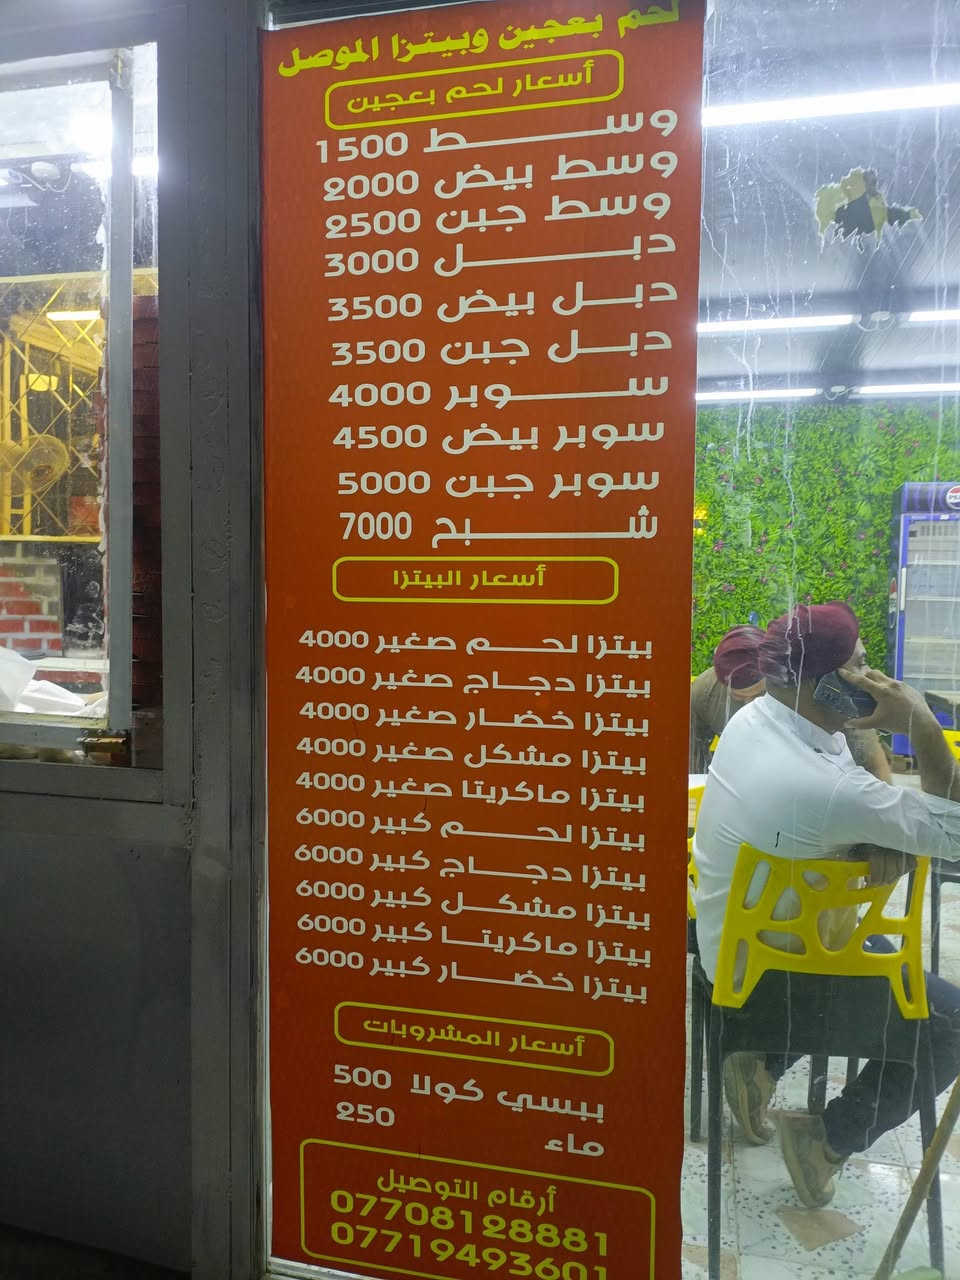 لحم بعجين وبيتزا الموصل
أسعار لحم بعجين
وسط 1500
وسط بيض 2000
وسط جبن 2500
دبل 3000
دبل بيض 3500
دبل جبن 3500
سوبر 4000
سوبر بيض 4500
سوبر جبن 5000
شبح 7000
أسعار البيتزا
بيتزا لحم صغير 4000
بيتزا دجاج صغير 4000
بيتزا خضار صغير 4000
بيتزا مشكل صغير 4000
بيتزا ماكريتا صغير 4000
بيتزا لحم كبير 6000
بيتزا دجاج كبير 6000
بيتزا مشكل كبير 6000
بيتزا ماكريتا كبير 6000
بيتزا خضار كبير 6000
أسعار المشروبات
ببسي كولا 500
ماء 250
أرقام التوصيل
07708128881
07719493601